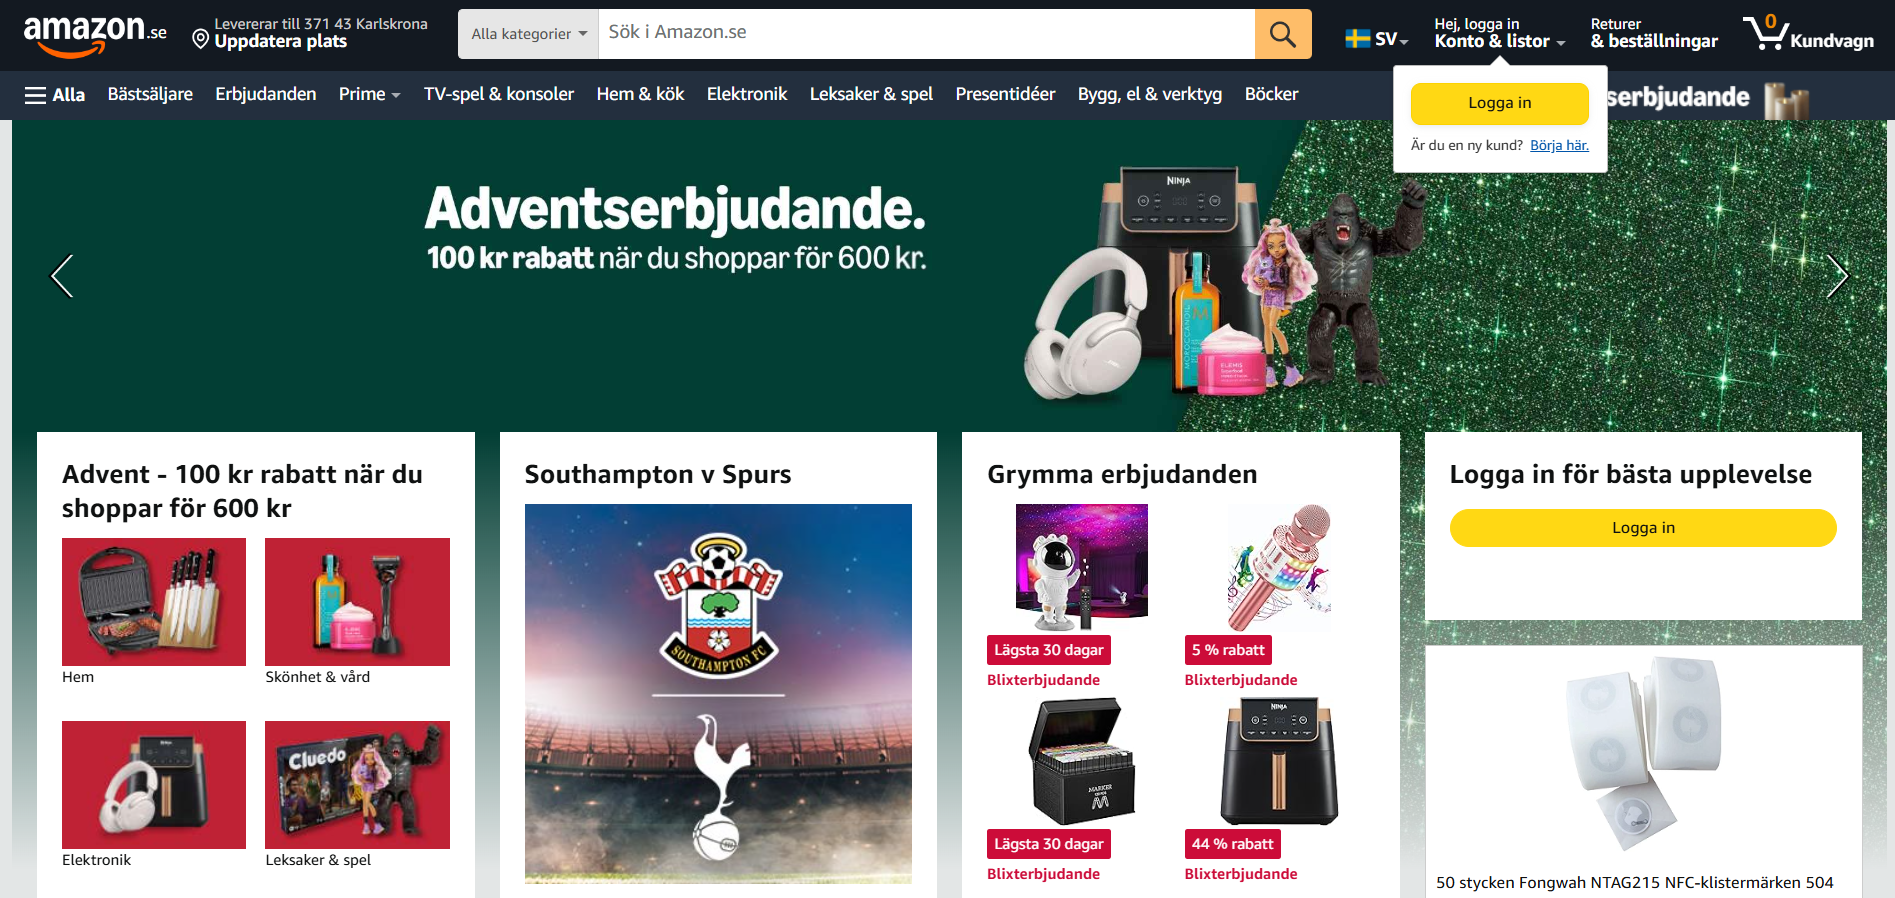 amazon.se
Levererar till 371 43 Karlskrona
Uppdatera plats
Alla kategorier
Sök i Amazon.se
SV
Hej, logga in
Konto & listor
Returer
& beställningar
0
Kundvagn
Alla
Bästsäljare
Erbjudanden
Prime
TV-spel & konsoler
Hem & kök
Elektronik
Leksaker & spel
Presentidéer
Bygg, el & verktyg
Böcker
serbjudande
Logga in
Är du en ny kund? Börja här.
Adventserbjudande.
100 kr rabatt när du shoppar för 600 kr.
NINJA
MOROCCANOIL
ELEMIS
Advent - 100 kr rabatt när du
shoppar för 600 kr
Hem
Skönhet & vård
Cluedo
Elektronik
Leksaker & spel
Southampton v Spurs
SOUTHAMPTON FC
Grymma erbjudanden
Lägsta 30 dagar
Blixterbjudande
5 % rabatt
Blixterbjudande
MARKER
Lägsta 30 dagar
Blixterbjudande
NINJA
44 % rabatt
Blixterbjudande
Logga in för bästa upplevelse
Logga in
50 stycken Fongwah NTAG215 NFC-klistermärken 504